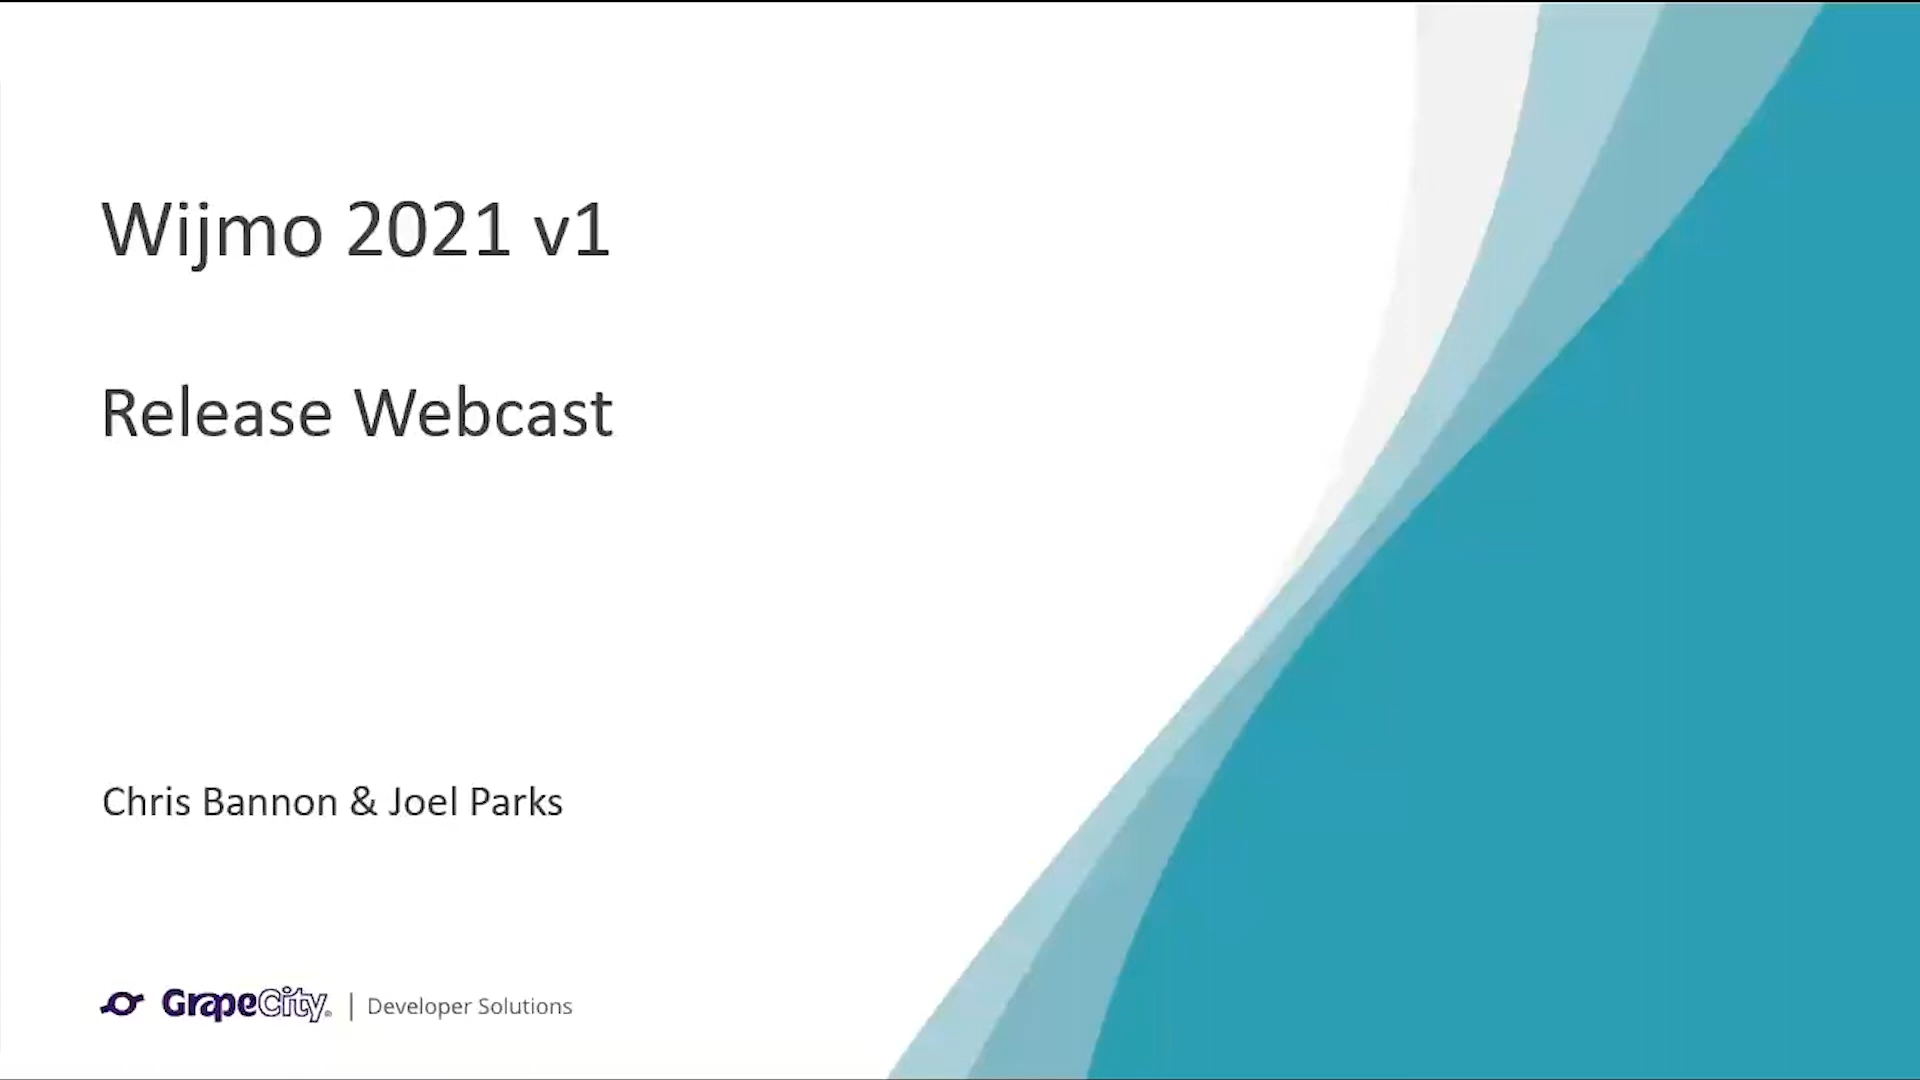 Wijmo 2021 v1
Release Webcast
Chris Bannon & Joel Parks
GrapeCity® | Developer Solutions